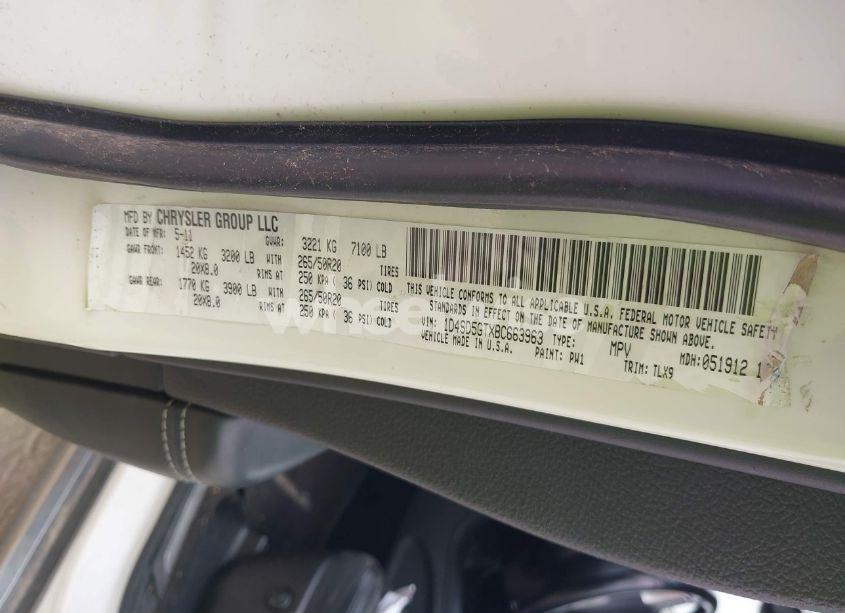 MFD BY CHRYSLER GROUP LLC
DATE OF MFR: 5-11 GVWR: 3221 KG 7100 LB
GAWR FRONT: 1452 KG 3200 LB WITH 265/50R20 TIRES
20X8.0 RIMS AT 250 KPA ( 36 PSI) COLD
GAWR REAR: 1770 KG 3900 LB WITH 265/50R20 TIRES
20X8.0 RIMS AT 250 KPA ( 36 PSI) COLD
THIS VEHICLE CONFORMS TO ALL APPLICABLE U.S.A. FEDERAL MOTOR VEHICLE SAFETY
STANDARDS IN EFFECT ON THE DATE OF MANUFACTURE SHOWN ABOVE.
VIN: 1D4SD5GTXBC663963 TYPE: MPV MDH: 051912 1
VEHICLE MADE IN U.S.A. PAINT: PW1 TRIM: TLX9